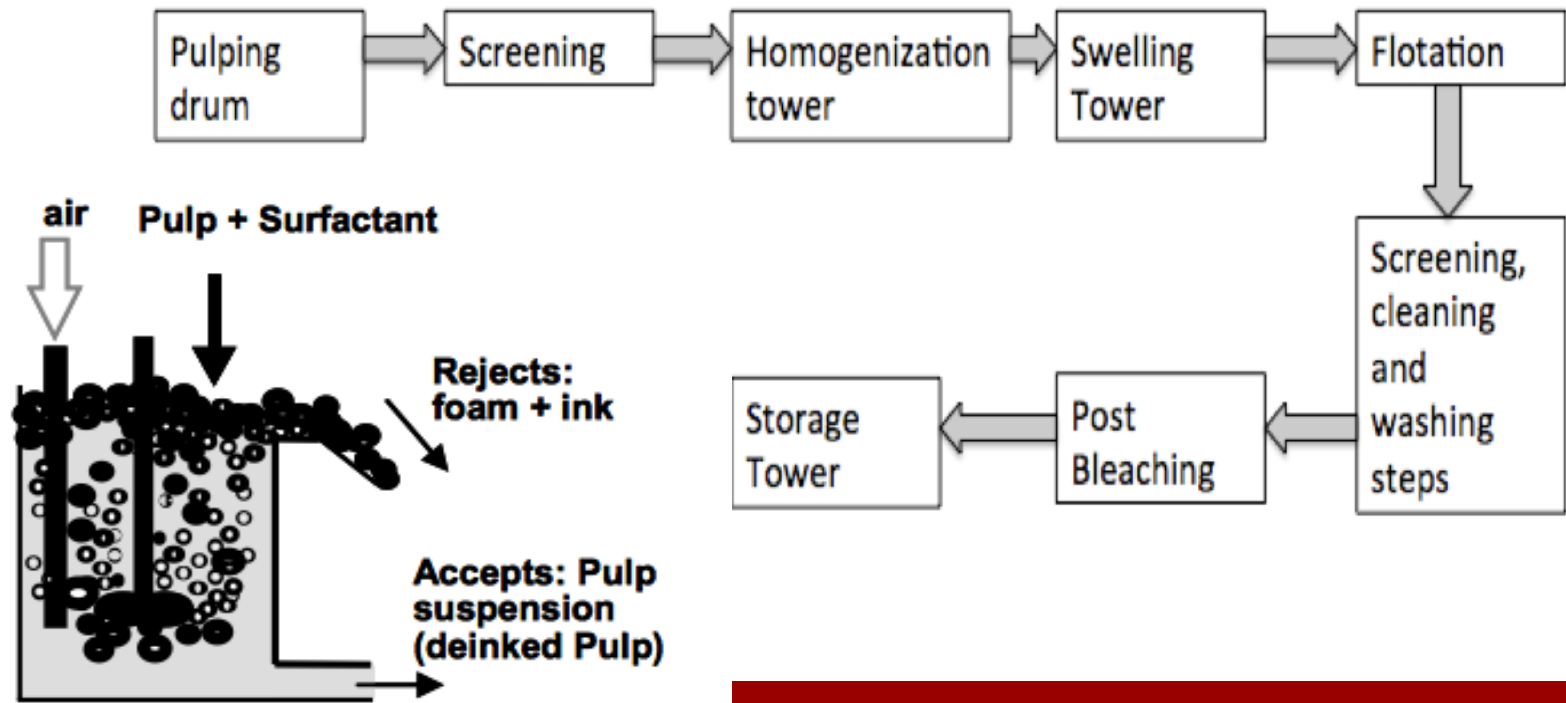 Pulping
drum
Screening
Homogenization
tower
Swelling
Tower
Flotation
Screening,
cleaning
and
washing
steps
Post
Bleaching
Storage
Tower
air
Pulp + Surfactant
Rejects:
foam + ink
Accepts: Pulp
suspension
(deinked Pulp)